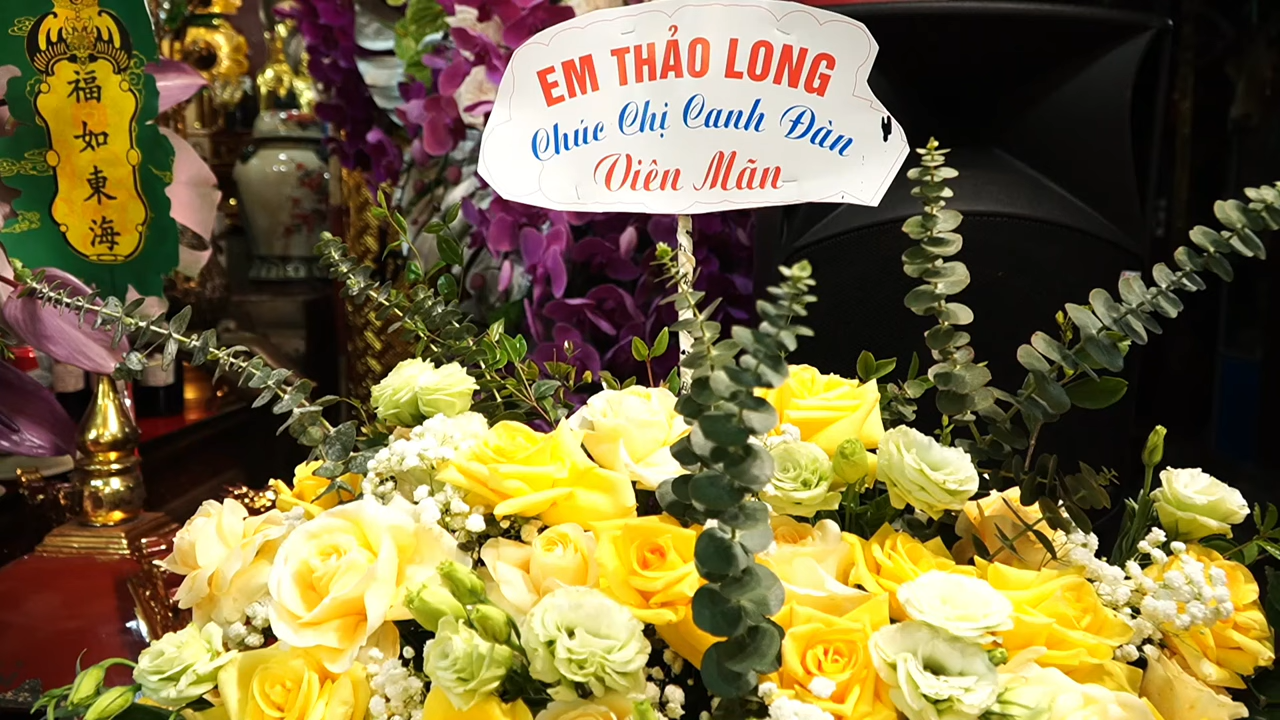 EM THẢO LONG
Chúc Chị Canh Đàn
Viên Mãn
福
如
東
海